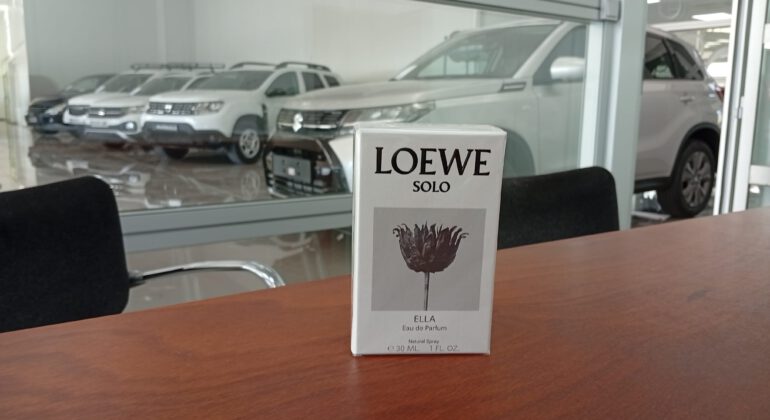 LOEWE
SOLO
ELLA
Eau de Parfum
Natural Spray
℮ 30 ML. 1 FL. OZ.